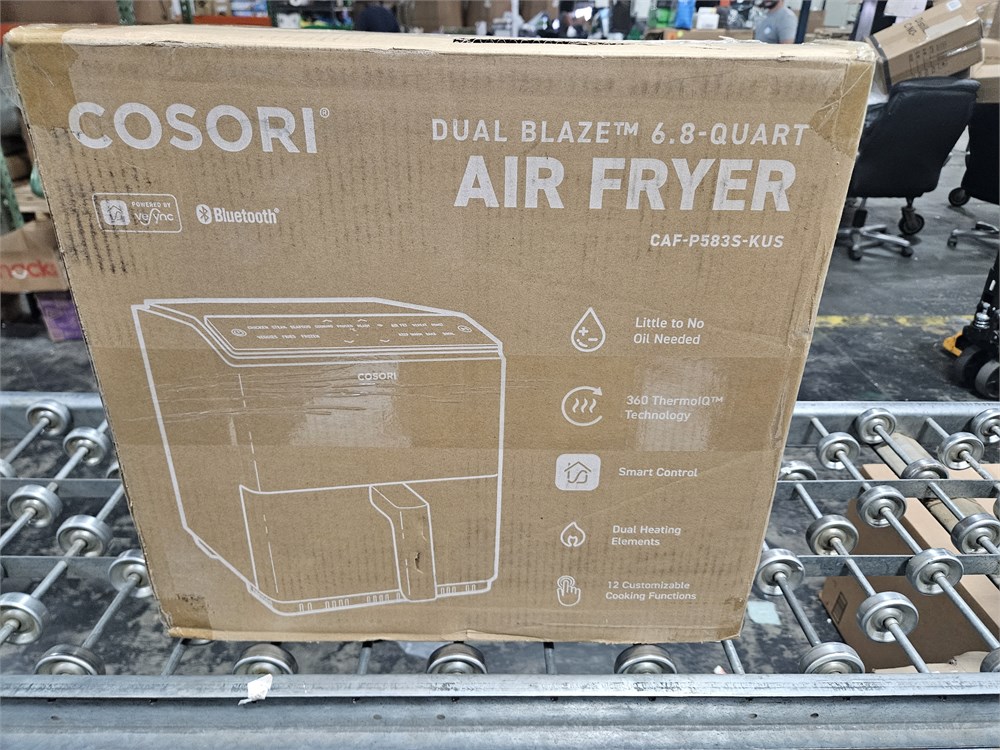 COSORI®
DUAL BLAZE™ 6.8-QUART
AIR FRYER
CAF-P583S-KUS
POWERED BY
vesync
Bluetooth®
COSORI
Little to No
Oil Needed
360 ThermoIQ™
Technology
Smart Control
Dual Heating
Elements
12 Customizable
Cooking Functions